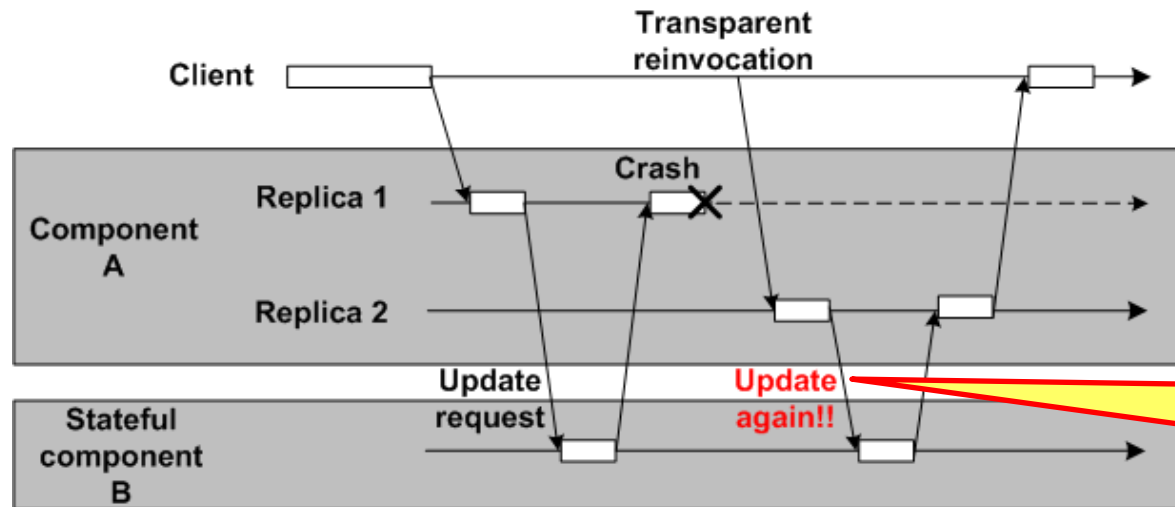 Transparent
reinvocation
Client
Crash
Replica 1
Component
A
Replica 2
Update
request
Update
again!!
Stateful
component
B